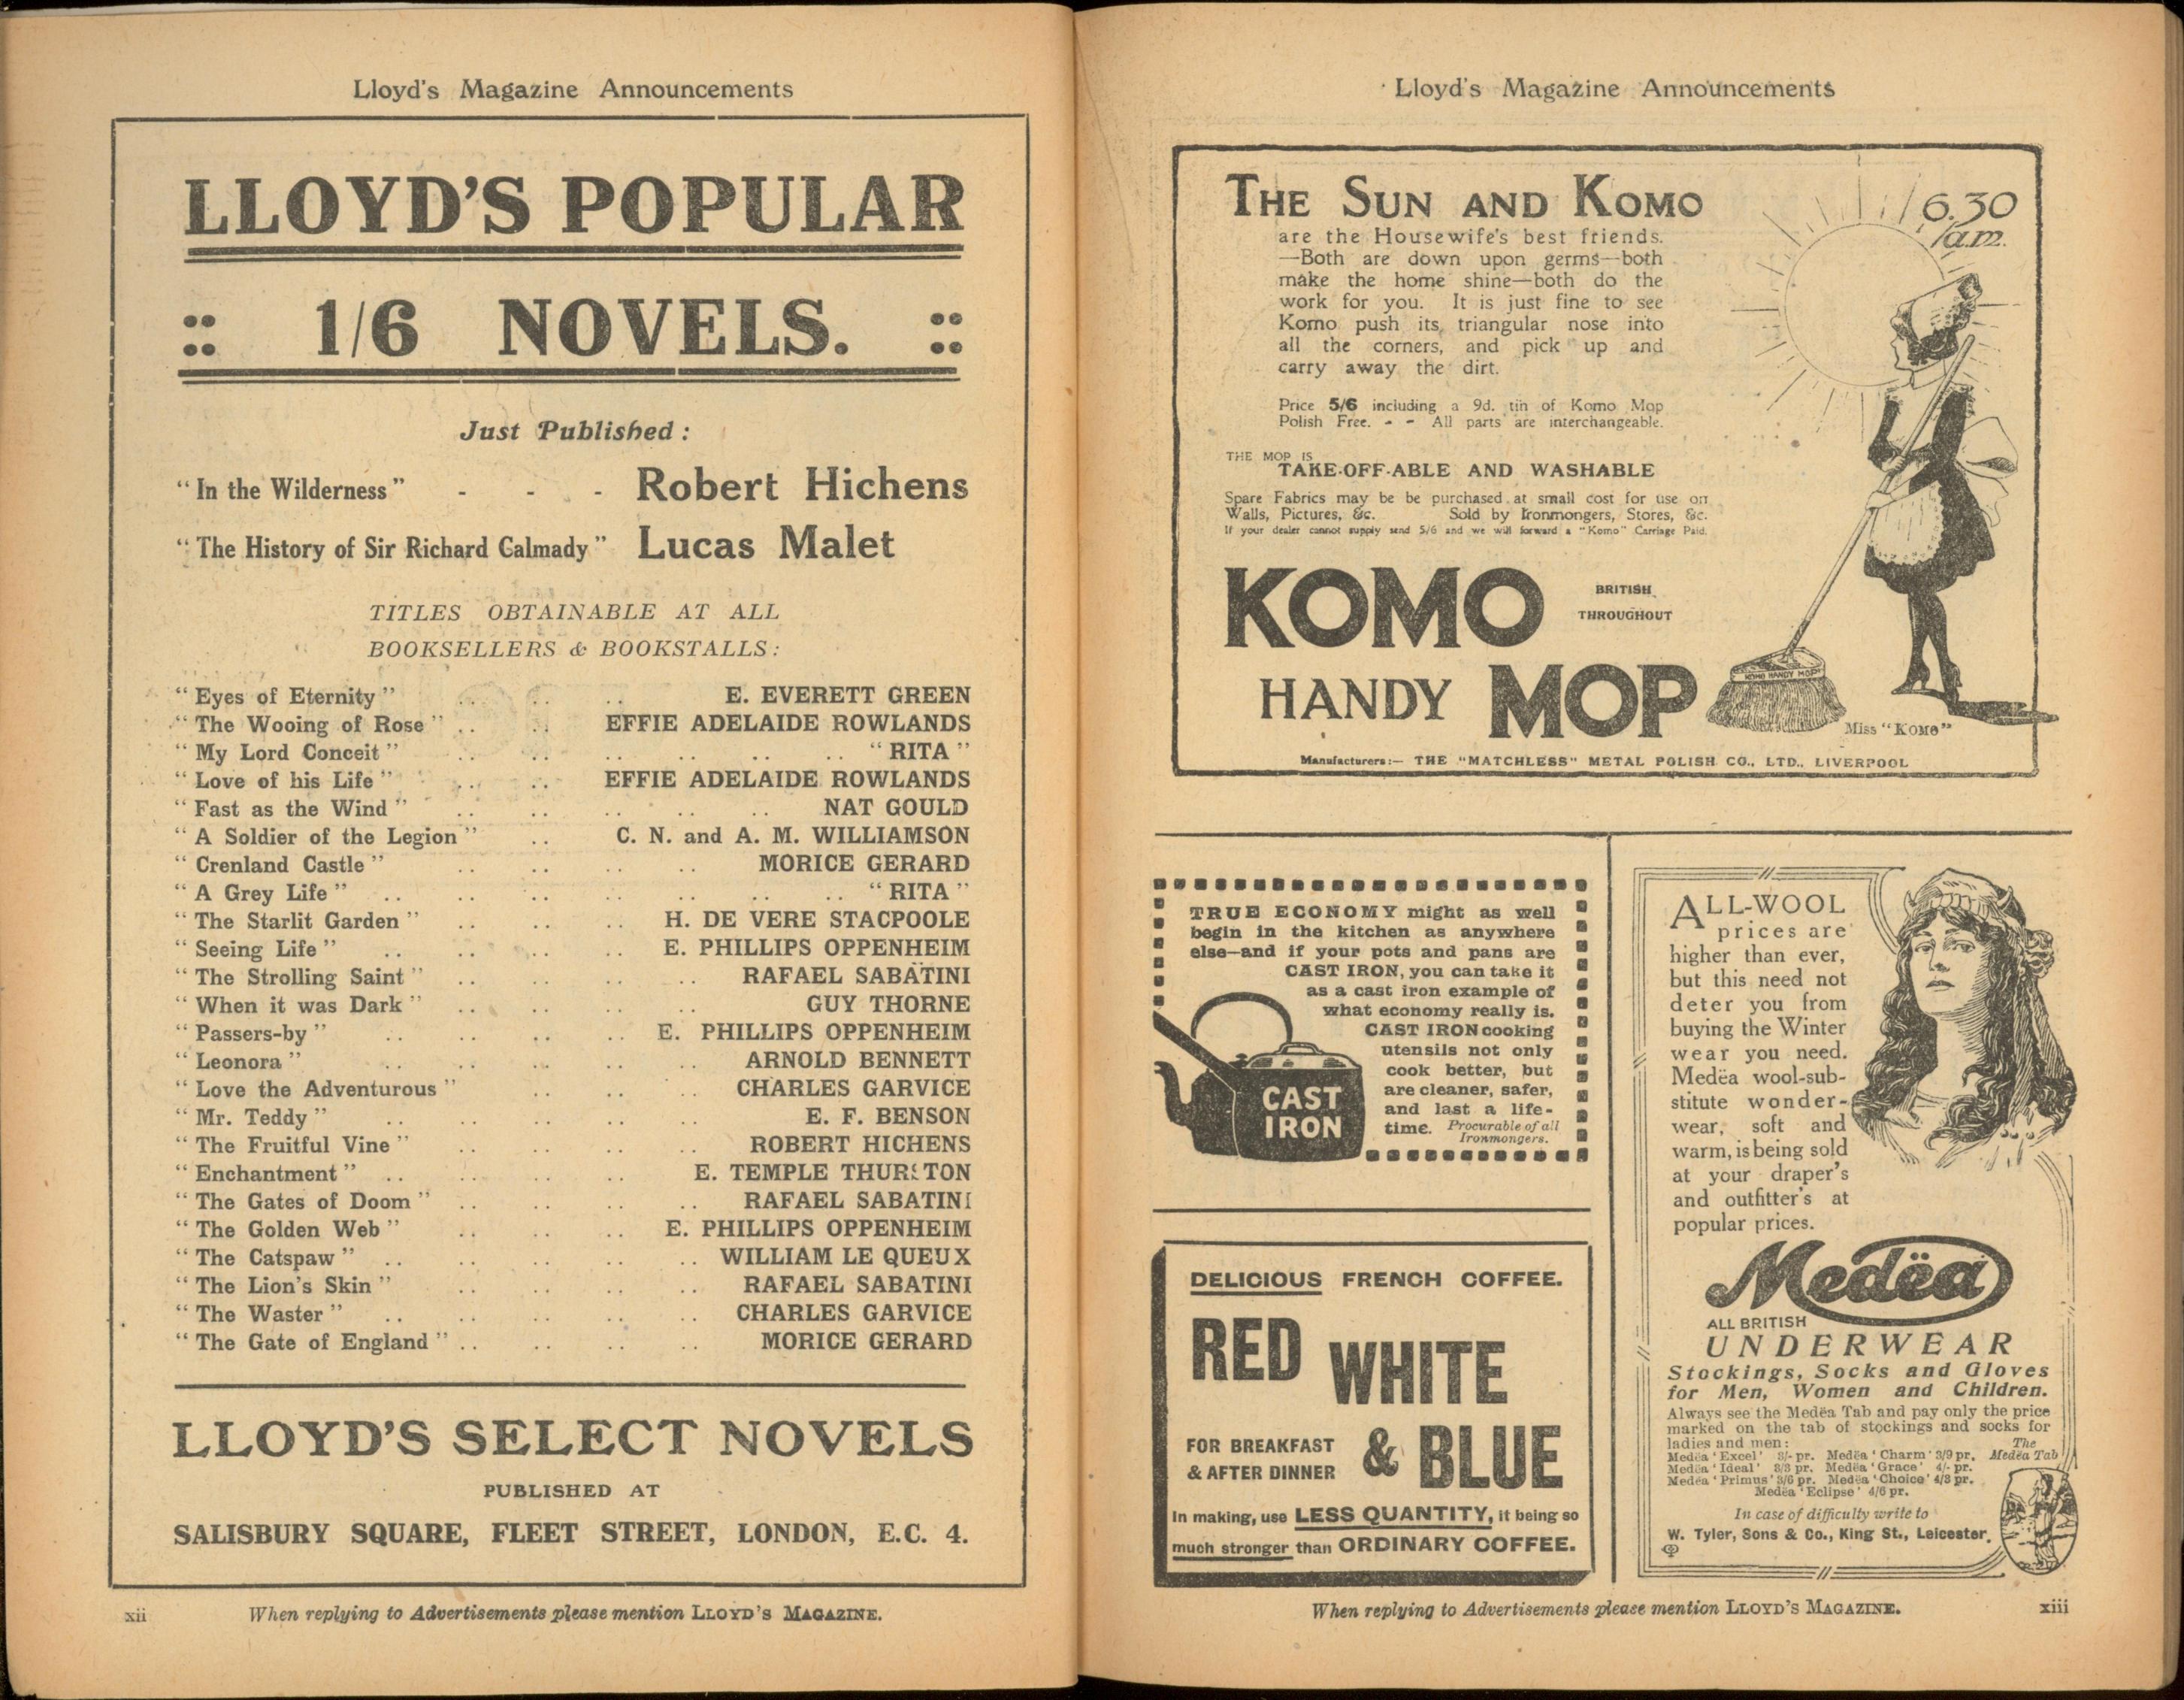 Lloyd's Magazine Announcements
LLOYD'S POPULAR
:: 1/6 NOVELS. ::
Just Published:
"In the Wilderness" - - - Robert Hichens
"The History of Sir Richard Calmady" Lucas Malet
TITLES OBTAINABLE AT ALL
BOOKSELLERS & BOOKSTALLS:
"Eyes of Eternity" .. .. .. E. EVERETT GREEN
"The Wooing of Rose" .. .. EFFIE ADELAIDE ROWLANDS
"My Lord Conceit" .. .. .. .. .. .. "RITA"
"Love of his Life" .. .. EFFIE ADELAIDE ROWLANDS
"Fast as the Wind" .. .. .. .. .. NAT GOULD
"A Soldier of the Legion" .. C. N. and A. M. WILLIAMSON
"Crenland Castle" .. .. .. .. MORICE GERARD
"A Grey Life" .. .. .. .. .. .. .. "RITA"
"The Starlit Garden" .. .. .. H. DE VERE STACPOOLE
"Seeing Life" .. .. .. .. E. PHILLIPS OPPENHEIM
"The Strolling Saint" .. .. .. .. RAFAEL SABATINI
"When it was Dark" .. .. .. .. GUY THORNE
"Passers-by" .. .. .. .. E. PHILLIPS OPPENHEIM
"Leonora" .. .. .. .. .. ARNOLD BENNETT
"Love the Adventurous" .. .. .. CHARLES GARVICE
"Mr. Teddy" .. .. .. .. .. E. F. BENSON
"The Fruitful Vine" .. .. .. .. ROBERT HICHENS
"Enchantment" .. .. .. .. E. TEMPLE THURSTON
"The Gates of Doom" .. .. .. .. RAFAEL SABATINI
"The Golden Web" .. .. .. E. PHILLIPS OPPENHEIM
"The Catspaw" .. .. .. .. .. WILLIAM LE QUEUX
"The Lion's Skin" .. .. .. .. RAFAEL SABATINI
"The Waster" .. .. .. .. .. CHARLES GARVICE
"The Gate of England" .. .. .. .. MORICE GERARD
LLOYD'S SELECT NOVELS
PUBLISHED AT
SALISBURY SQUARE, FLEET STREET, LONDON, E.C. 4.
xii When replying to Advertisements please mention LLOYD'S MAGAZINE.
Lloyd's Magazine Announcements
THE SUN AND KOMO
are the Housewife's best friends.
—Both are down upon germs—both
make the home shine—both do the
work for you. It is just fine to see
Komo push its triangular nose into
all the corners, and pick up and
carry away the dirt.
Price 5/6 including a 9d. tin of Komo Mop
Polish Free. - - All parts are interchangeable.
THE MOP IS
TAKE-OFF-ABLE AND WASHABLE
Spare Fabrics may be be purchased at small cost for use on
Walls, Pictures, &c. Sold by Ironmongers, Stores, &c.
If your dealer cannot supply send 5/6 and we will forward a "Komo" Carriage Paid.
6.30
a.m.
KOMO
BRITISH
THROUGHOUT
HANDY MOP
KOMO HANDY MOP
Miss "KOMO"
Manufacturers:— THE "MATCHLESS" METAL POLISH CO., LTD., LIVERPOOL
TRUE ECONOMY might as well
begin in the kitchen as anywhere
else—and if your pots and pans are
CAST IRON, you can take it
as a cast iron example of
what economy really is.
CAST IRON cooking
utensils not only
cook better, but
are cleaner, safer,
and last a life-
time. Procurable of all
Ironmongers.
CAST
IRON
DELICIOUS FRENCH COFFEE.
RED WHITE
& BLUE
FOR BREAKFAST
& AFTER DINNER
In making, use LESS QUANTITY, it being so
much stronger than ORDINARY COFFEE.
ALL-WOOL
prices are
higher than ever,
but this need not
deter you from
buying the Winter
wear you need.
Medëa wool-sub-
stitute wonder-
wear, soft and
warm, is being sold
at your draper's
and outfitter's at
popular prices.
Medëa
ALL BRITISH
UNDERWEAR
Stockings, Socks and Gloves
for Men, Women and Children.
Always see the Medëa Tab and pay only the price
marked on the tab of stockings and socks for
ladies and men:
Medëa 'Excel' 3/- pr. Medëa 'Charm' 3/9 pr.
Medëa 'Ideal' 3/3 pr. Medëa 'Grace' 4/- pr.
Medëa 'Primus' 3/6 pr. Medëa 'Choice' 4/3 pr.
Medëa 'Eclipse' 4/6 pr.
The
Medëa Tab
In case of difficulty write to
W. Tyler, Sons & Co., King St., Leicester.
When replying to Advertisements please mention LLOYD'S MAGAZINE. xiii